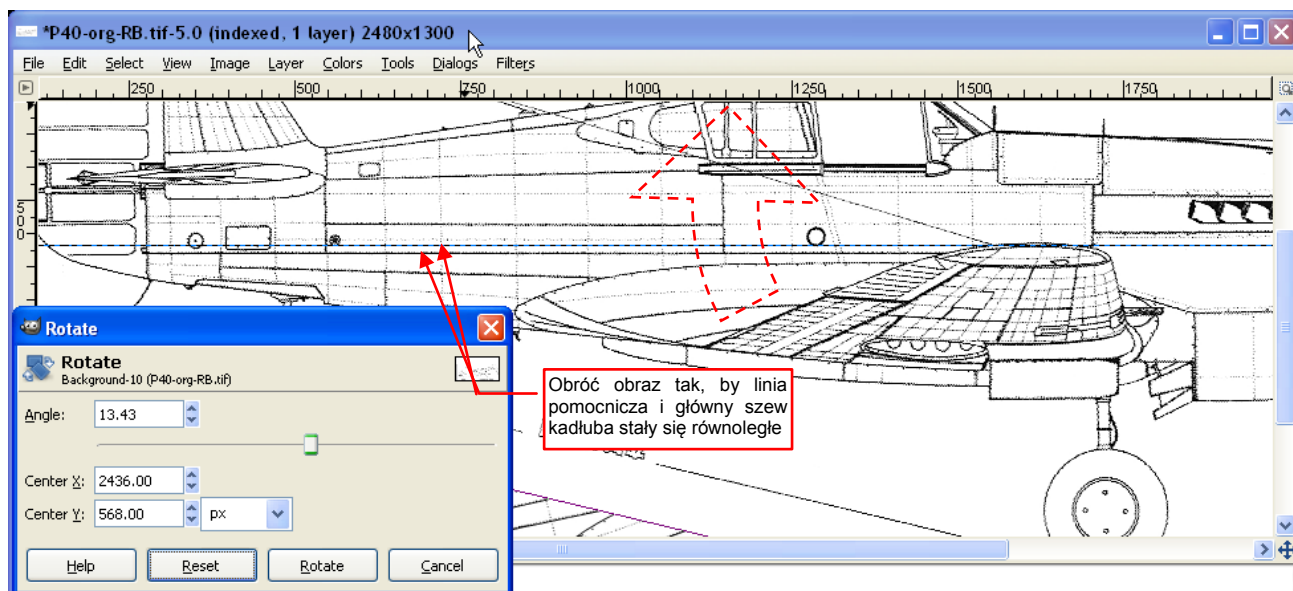 *P40-org-RB.tif-5.0 (indexed, 1 layer) 2480x1300
File Edit Select View Image Layer Colors Tools Dialogs Filters
250 500 750 1000 1250 1500 1750
5
0
0
Rotate
Rotate
Background-10 (P40-org-RB.tif)
Angle: 13.43
Center X: 2436.00
Center Y: 568.00 px
Help Reset Rotate Cancel
Obróć obraz tak, by linia
pomocnicza i główny szew
kadłuba stały się równoległe